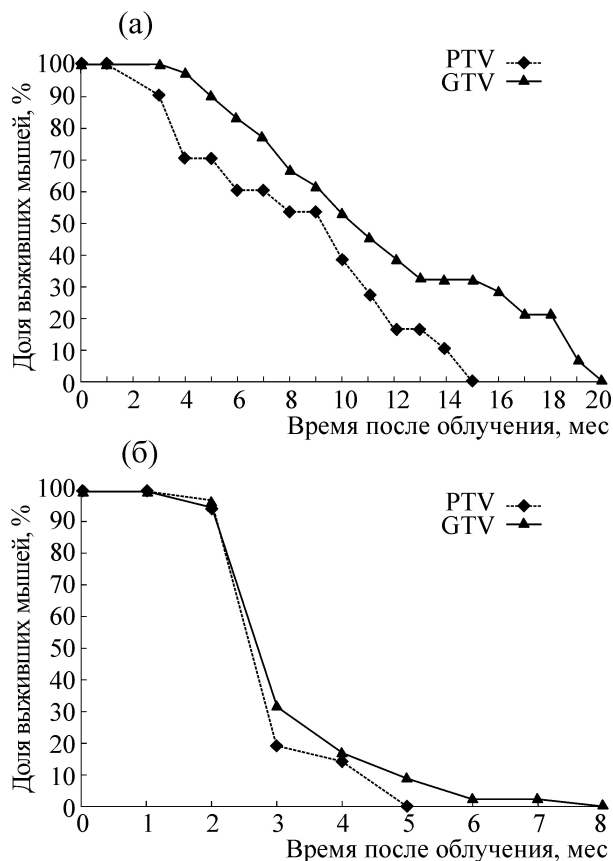 (а)
PTV
GTV
Доля выживших мышей, %
100
90
80
70
60
50
40
30
20
10
0
0 2 4 6 8 10 12 14 16 18 20
Время после облучения, мес
(б)
PTV
GTV
Доля выживших мышей, %
100
90
80
70
60
50
40
30
20
10
0
0 1 2 3 4 5 6 7 8
Время после облучения, мес